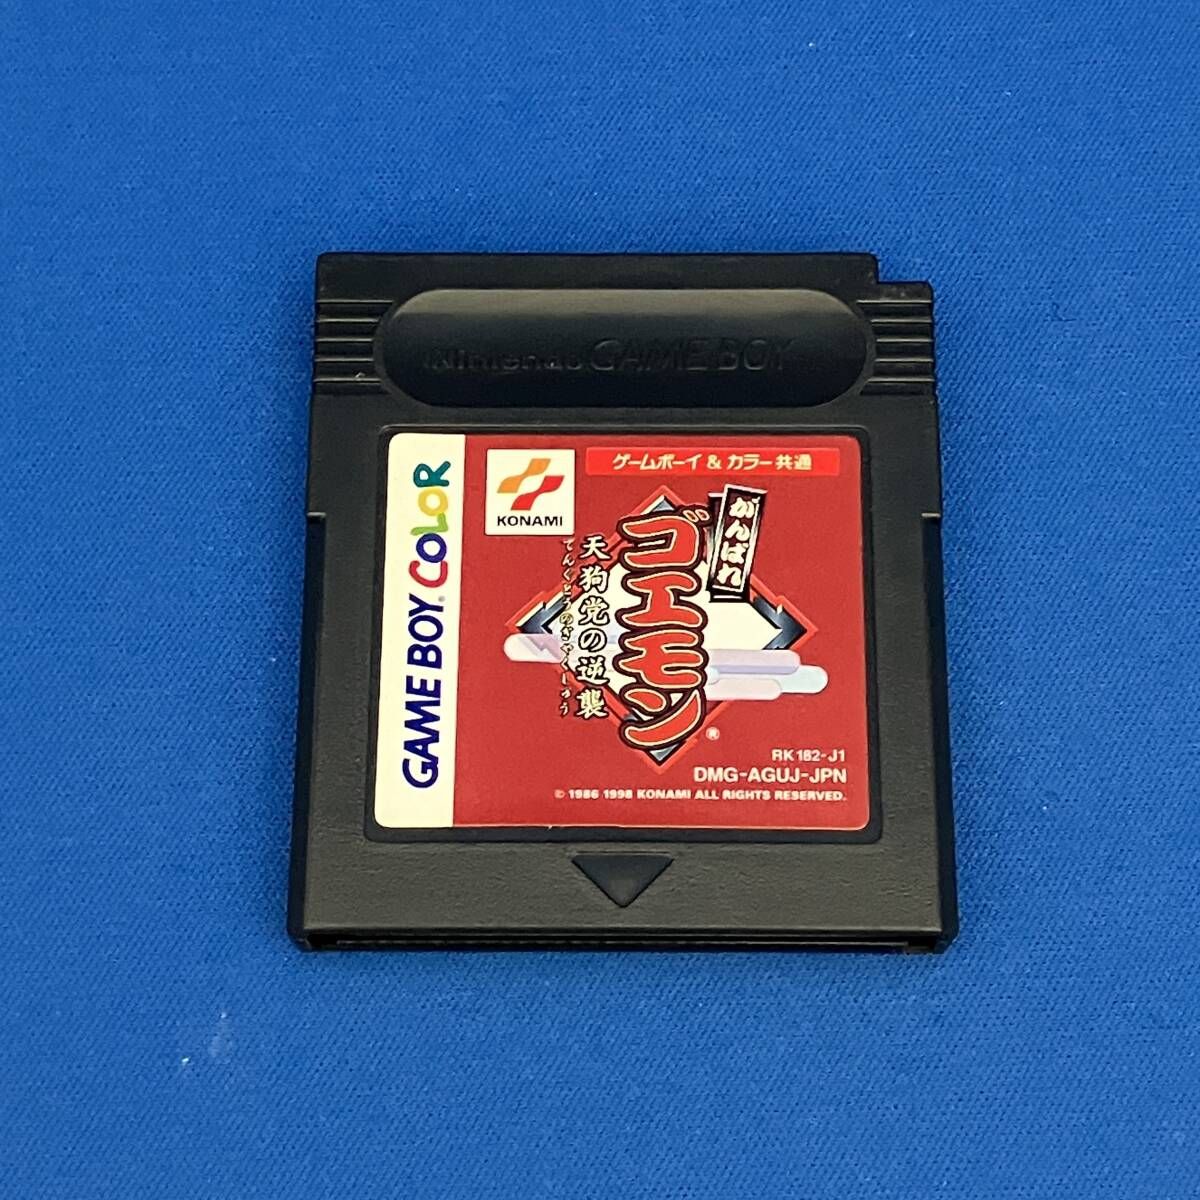 Nintendo GAME BOY
GAME BOY COLOR
KONAMI
ゲームボーイ & カラー共通
がんばれ
ゴエモン
天狗党の逆襲
てんぐとうのぎゃくしゅう
®
RK182-J1
DMG-AGUJ-JPN
© 1986 1998 KONAMI ALL RIGHTS RESERVED.